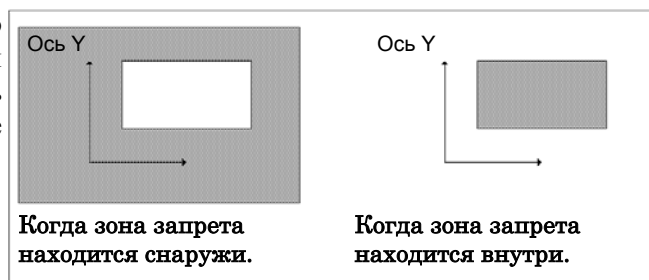 Ось Y
Ось Y
Когда зона запрета
находится снаружи.
Когда зона запрета
находится внутри.